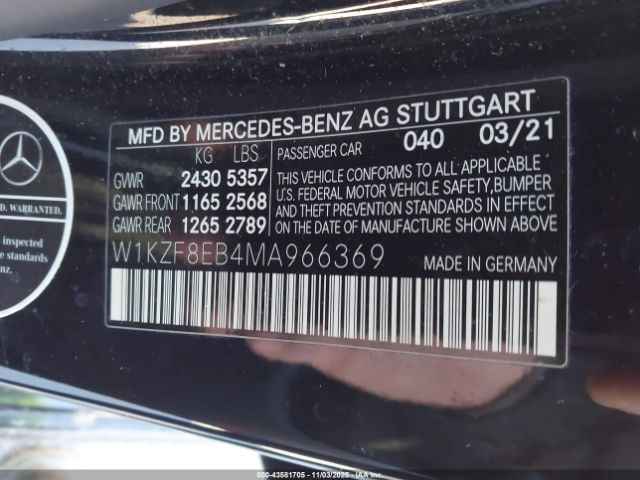 MFD BY MERCEDES-BENZ AG STUTTGART
KG LBS PASSENGER CAR 040 03/21
GVWR 2430 5357
GAWR FRONT 1165 2568
GAWR REAR 1265 2789
THIS VEHICLE CONFORMS TO ALL APPLICABLE
U.S. FEDERAL MOTOR VEHICLE SAFETY, BUMPER
AND THEFT PREVENTION STANDARDS IN EFFECT
ON THE DATE OF MANUFACTURE SHOWN ABOVE.
W1KZF8EB4MA966369 MADE IN GERMANY
WARRANTED.
inspected
standards
000-43581705 - 11/03/2025 - IAA Inc.